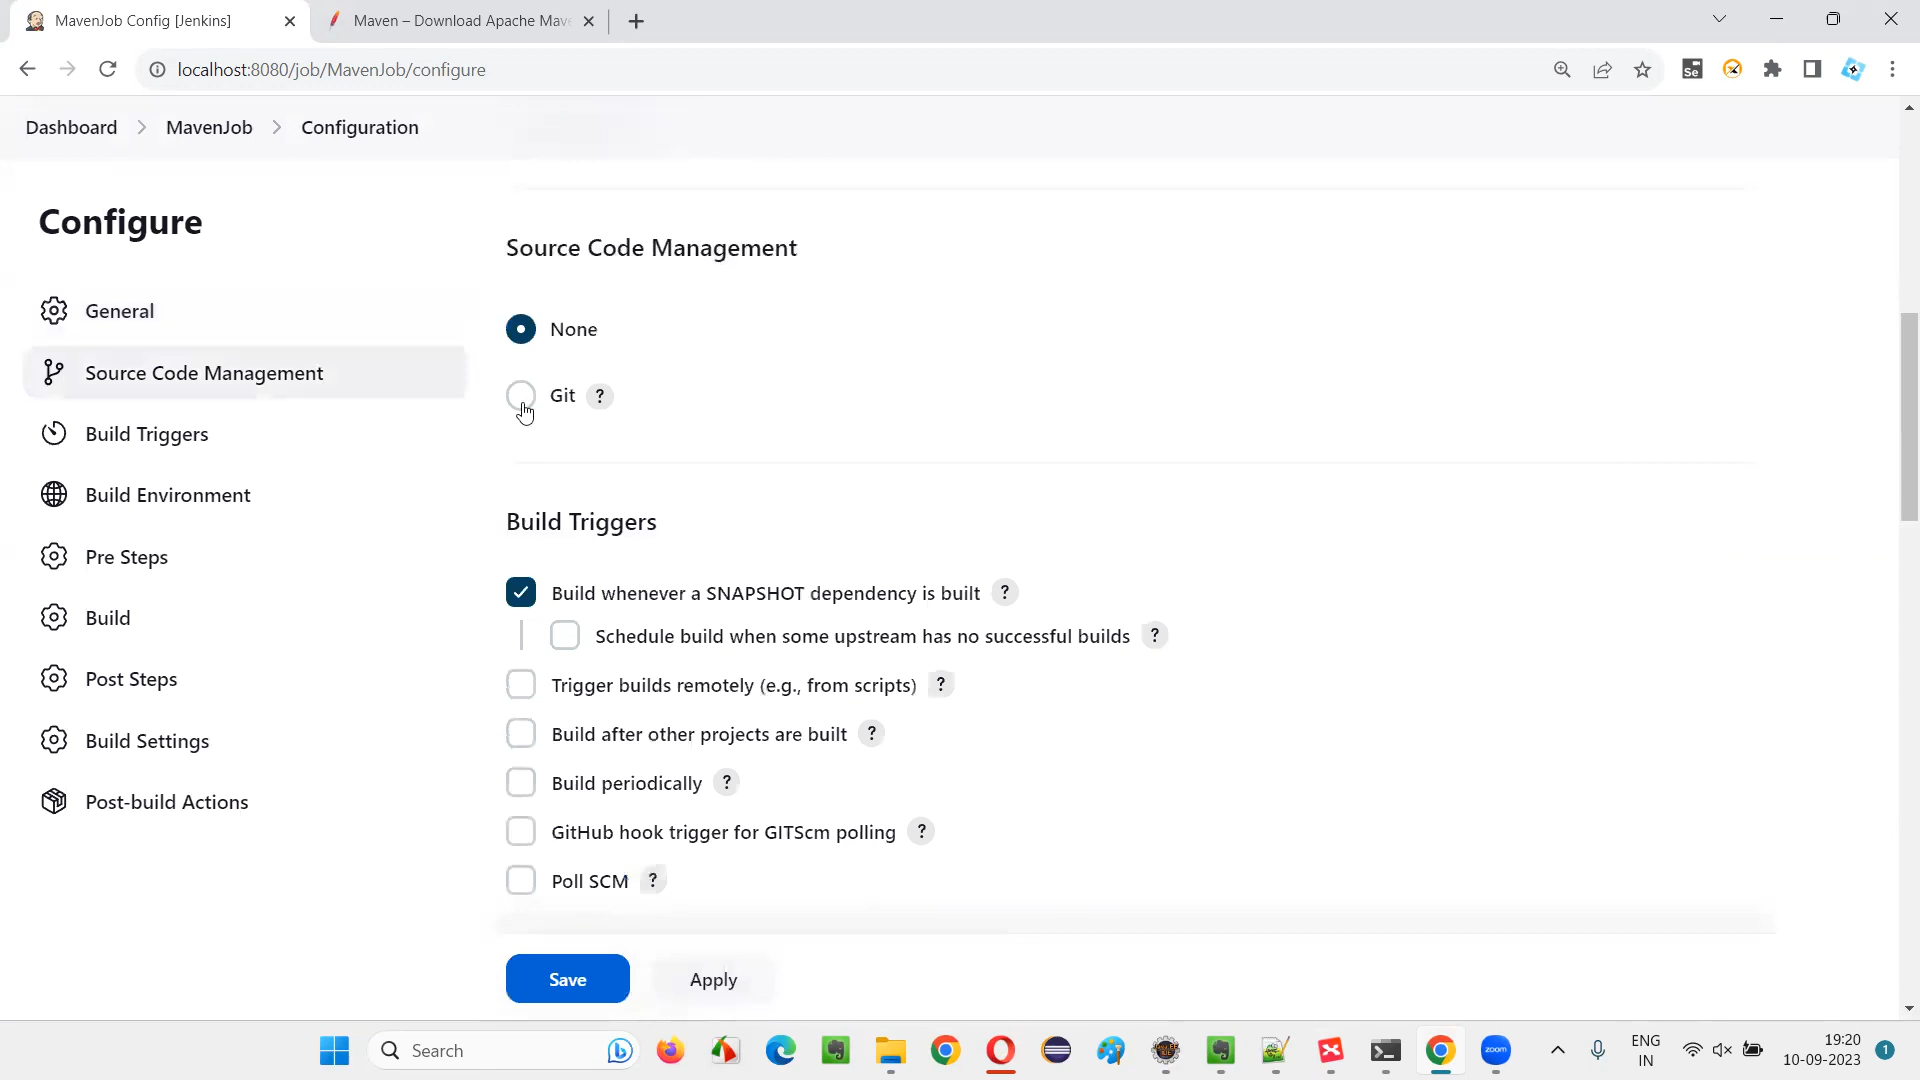 MavenJob Config [Jenkins]
Maven – Download Apache Mav
localhost:8080/job/MavenJob/configure
Dashboard
MavenJob
Configuration
Configure
General
Source Code Management
Build Triggers
Build Environment
Pre Steps
Build
Post Steps
Build Settings
Post-build Actions
Source Code Management
None
Git ?
Build Triggers
Build whenever a SNAPSHOT dependency is built ?
Schedule build when some upstream has no successful builds ?
Trigger builds remotely (e.g., from scripts) ?
Build after other projects are built ?
Build periodically ?
GitHub hook trigger for GITScm polling ?
Poll SCM ?
Save
Apply
Search
zoom
ENG
IN
19:20
10-09-2023
1
Se